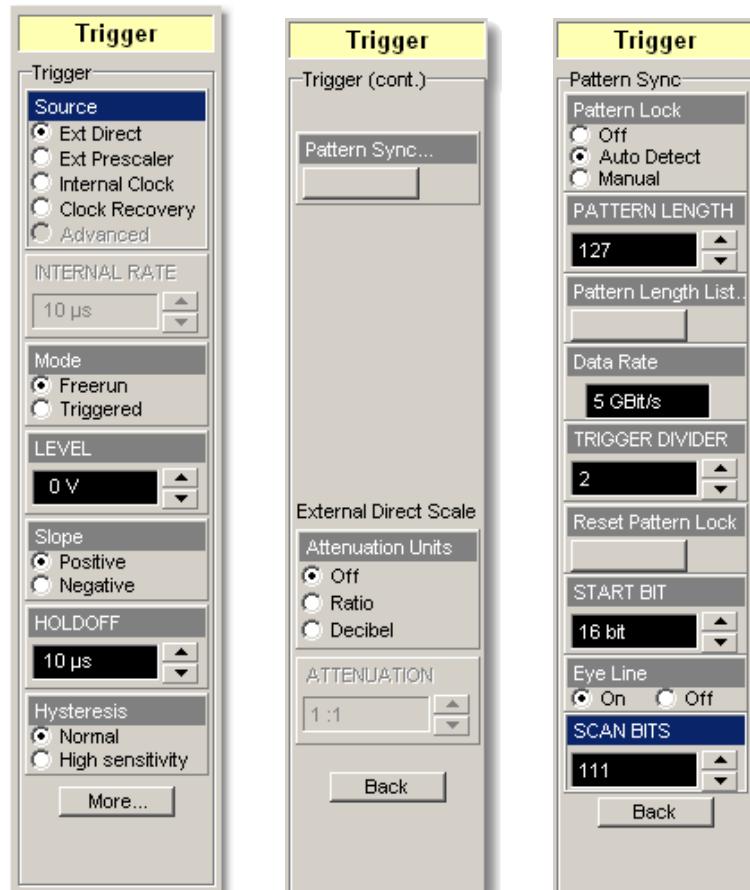 Trigger
Trigger
Source
Ext Direct
Ext Prescaler
Internal Clock
Clock Recovery
Advanced
INTERNAL RATE
10 µs
Mode
Freerun
Triggered
LEVEL
0 V
Slope
Positive
Negative
HOLDOFF
10 µs
Hysteresis
Normal
High sensitivity
More...
Trigger
Trigger (cont.)
Pattern Sync...
External Direct Scale
Attenuation Units
Off
Ratio
Decibel
ATTENUATION
1 :1
Back
Trigger
Pattern Sync
Pattern Lock
Off
Auto Detect
Manual
PATTERN LENGTH
127
Pattern Length List..
Data Rate
5 GBit/s
TRIGGER DIVIDER
2
Reset Pattern Lock
START BIT
16 bit
Eye Line
On Off
SCAN BITS
111
Back